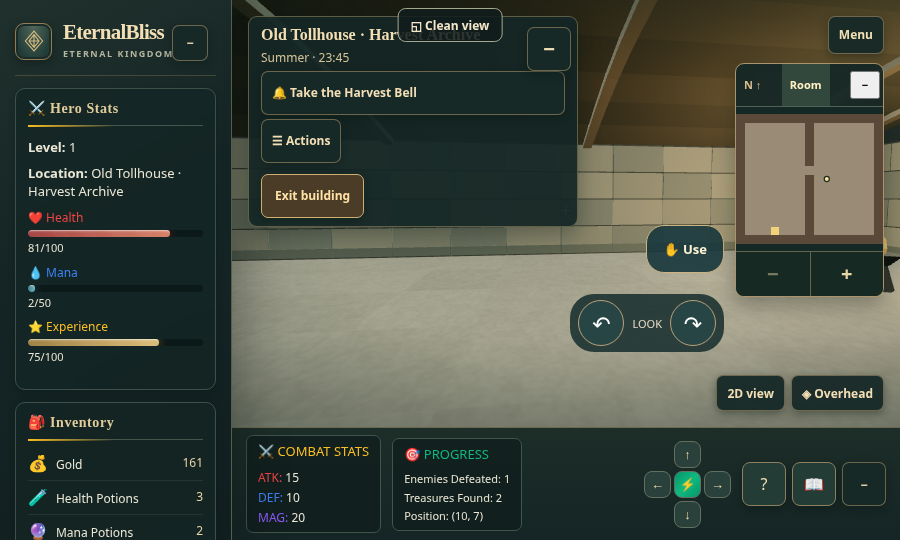 EternalBliss
ETERNAL KINGDOM
−
⚔️ Hero Stats
Level: 1
Location: Old Tollhouse ·
Harvest Archive
❤️ Health
81/100
💧 Mana
2/50
⭐ Experience
75/100
🎒 Inventory
💰 Gold 161
🧪 Health Potions 3
🔮 Mana Potions 2
◱ Clean view
Old Tollhouse · Harvest Archive
Summer · 23:45
−
🔔 Take the Harvest Bell
☰ Actions
Exit building
Menu
N ↑ Room −
− +
✋ Use
↶ LOOK ↷
2D view ◈ Overhead
⚔️ COMBAT STATS
ATK: 15
DEF: 10
MAG: 20
🎯 PROGRESS
Enemies Defeated: 1
Treasures Found: 2
Position: (10, 7)
↑
← ⚡ →
↓
? 📖 −